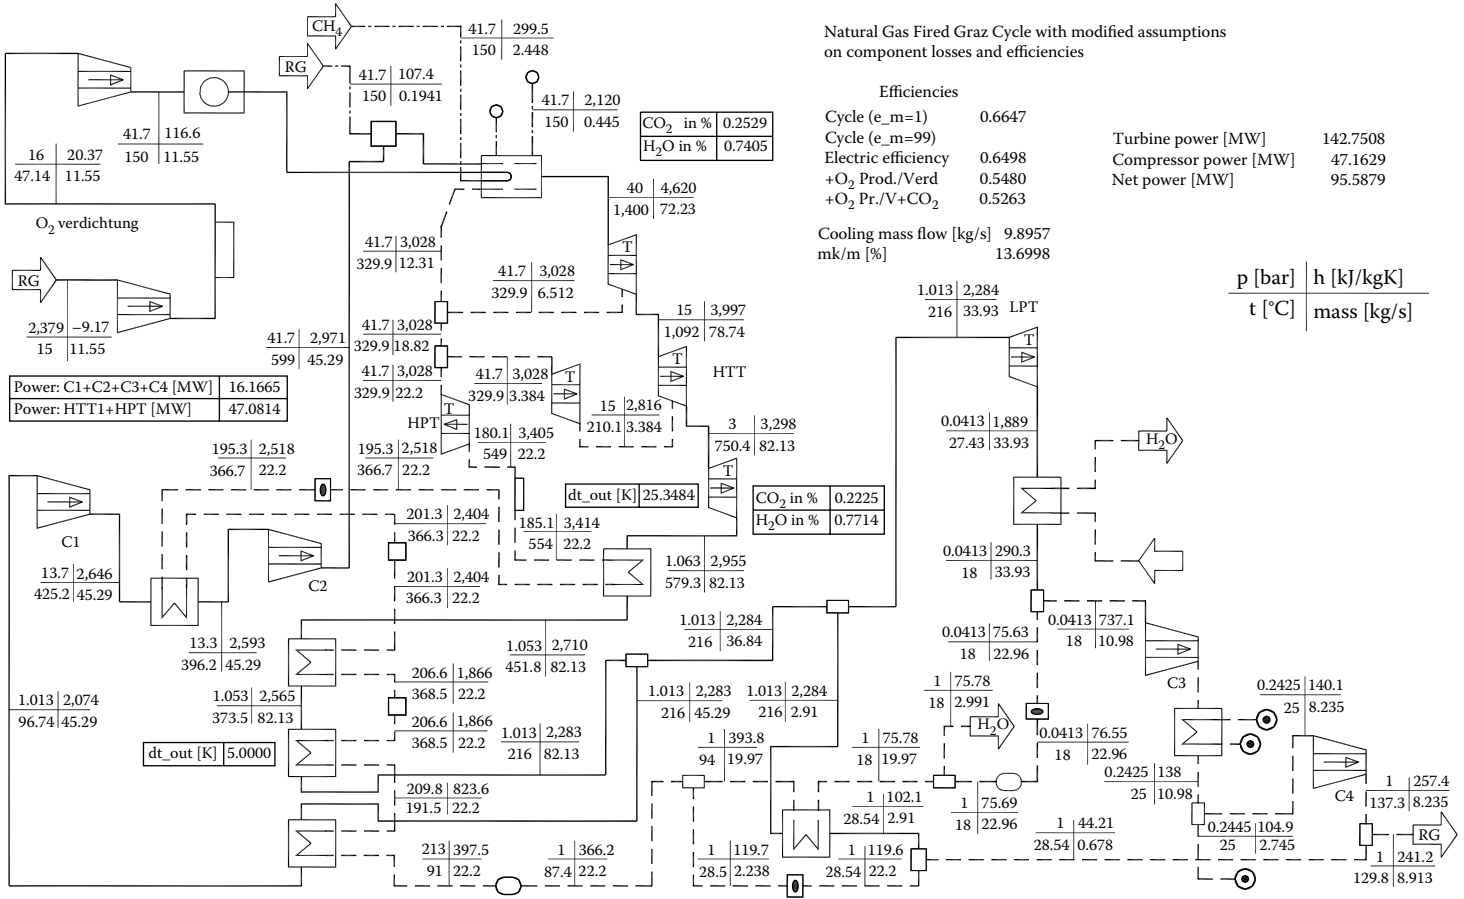 CH4
41.7 299.5
150 2.448
Natural Gas Fired Graz Cycle with modified assumptions
on component losses and efficiencies
RG
41.7 107.4
150 0.1941
41.7 2,120
150 0.445
Efficiencies
CO2 in % 0.2529
H2O in % 0.7405
Cycle (e_m=1) 0.6647
Cycle (e_m=99)
Electric efficiency 0.6498
+O2 Prod./Verd 0.5480
+O2 Pr./V+CO2 0.5263
Turbine power [MW] 142.7508
Compressor power [MW] 47.1629
Net power [MW] 95.5879
41.7 116.6
150 11.55
16 20.37
47.14 11.55
40 4,620
1,400 72.23
O2 verdichtung
Cooling mass flow [kg/s] 9.8957
mk/m [%] 13.6998
41.7 3,028
329.9 12.31
T
41.7 3,028
329.9 6.512
RG
p [bar] h [kJ/kgK]
t [°C] mass [kg/s]
1.013 2,284
216 33.93
LPT
2,379 −9.17
15 11.55
41.7 2,971
599 45.29
41.7 3,028
329.9 18.82
15 3,997
1,092 78.74
T
T
HTT
Power: C1+C2+C3+C4 [MW] 16.1665
Power: HTT1+HPT [MW] 47.0814
41.7 3,028
329.9 22.2
41.7 3,028
329.9 3.384
T
15 2,816
210.1 3.384
HPT
T
180.1 3,405
549 22.2
3 3,298
750.4 82.13
0.0413 1,889
27.43 33.93
H2O
195.3 2,518
366.7 22.2
195.3 2,518
366.7 22.2
T
dt_out [K] 25.3484
CO2 in % 0.2225
H2O in % 0.7714
C1
201.3 2,404
366.3 22.2
185.1 3,414
554 22.2
13.7 2,646
425.2 45.29
C2
201.3 2,404
366.3 22.2
1.063 2,955
579.3 82.13
0.0413 290.3
18 33.93
13.3 2,593
396.2 45.29
1.053 2,710
451.8 82.13
1.013 2,284
216 36.84
0.0413 75.63
18 22.96
0.0413 737.1
18 10.98
C3
1.013 2,074
96.74 45.29
1.053 2,565
373.5 82.13
206.6 1,866
368.5 22.2
1.013 2,283
216 45.29
1.013 2,284
216 2.91
1 75.78
18 2.991
H2O
0.2425 140.1
25 8.235
dt_out [K] 5.0000
206.6 1,866
368.5 22.2
1.013 2,283
216 82.13
1 393.8
94 19.97
1 75.78
18 19.97
0.0413 76.55
18 22.96
0.2425 138
25 10.98
C4
1 257.4
137.3 8.235
209.8 823.6
191.5 22.2
1 102.1
28.54 2.91
1 75.69
18 22.96
1 44.21
28.54 0.678
0.2445 104.9
25 2.745
RG
213 397.5
91 22.2
1 366.2
87.4 22.2
1 119.7
28.5 2.238
1 119.6
28.54 22.2
1 241.2
129.8 8.913